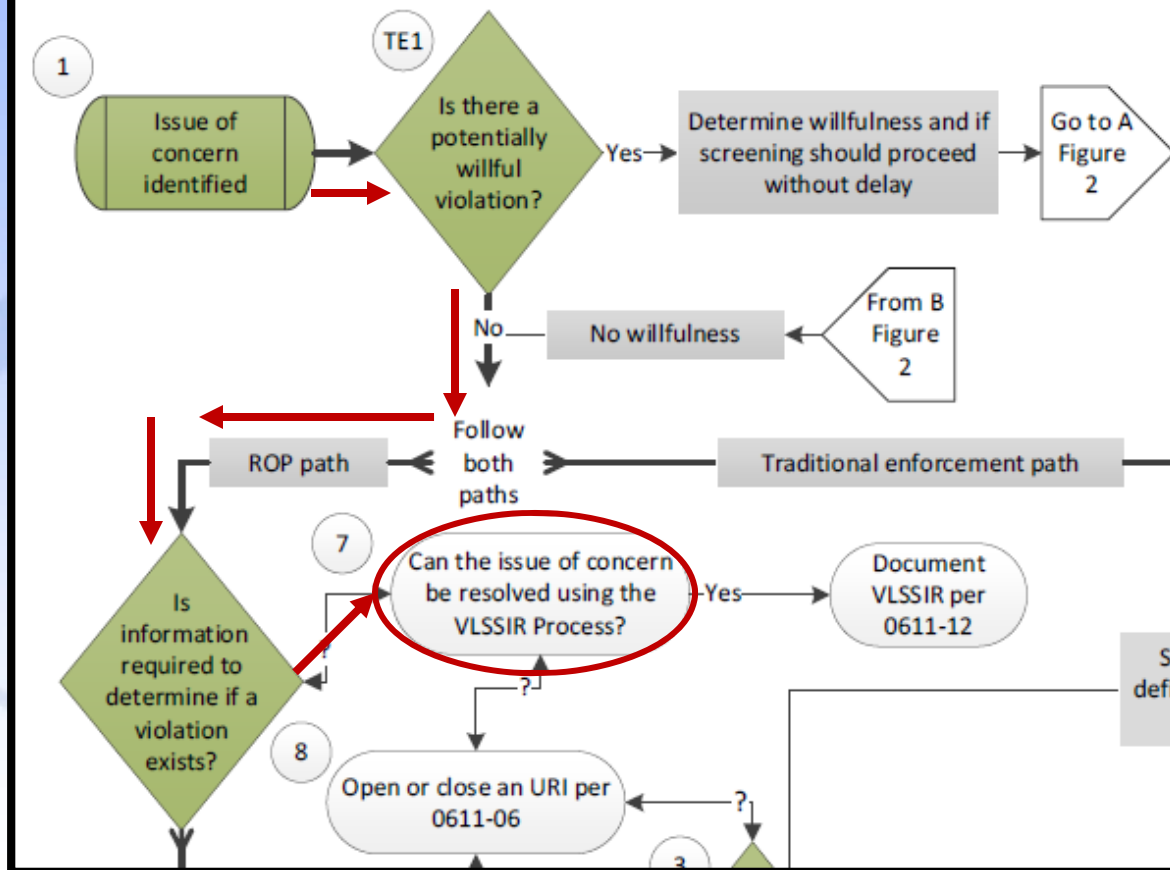 1
TE1
Issue of
concern
identified
Is there a
potentially
willful
violation?
Yes
Determine willfulness and if
screening should proceed
without delay
Go to A
Figure
2
No
No willfulness
From B
Figure
2
Follow
both
paths
ROP path
Traditional enforcement path
7
Can the issue of concern
be resolved using the
VLSSIR Process?
Yes
Document
VLSSIR per
0611-12
Is
information
required to
determine if a
violation
exists?
?
?
8
Open or close an URI per
0611-06
?
3
S
defi